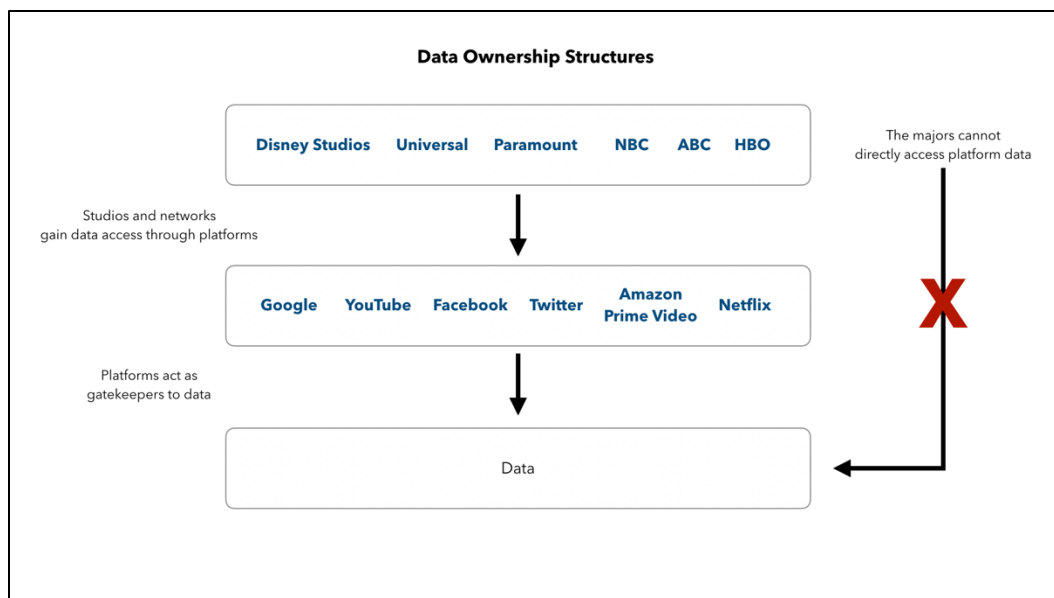 Data Ownership Structures
Disney Studios Universal Paramount NBC ABC HBO
The majors cannot
directly access platform data
Studios and networks
gain data access through platforms
Google YouTube Facebook Twitter Amazon
Prime Video Netflix
Platforms act as
gatekeepers to data
Data
X